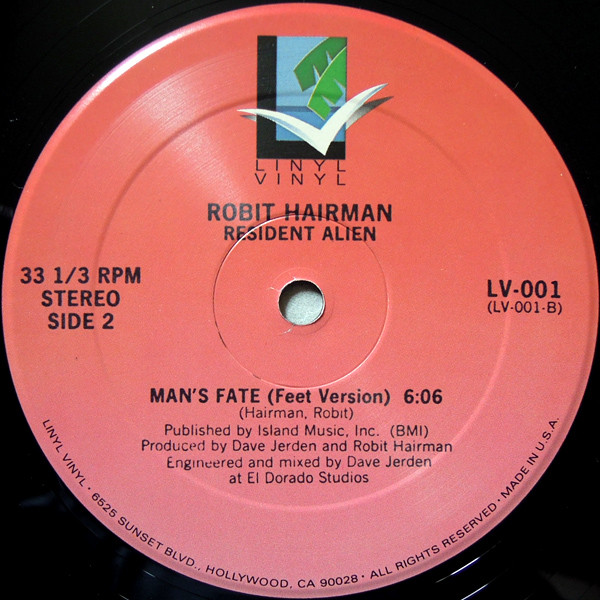 LINYL
VINYL
ROBIT HAIRMAN
RESIDENT ALIEN
33 1/3 RPM
STEREO
SIDE 2
LV-001
(LV-001-B)
MAN'S FATE (Feet Version) 6:06
(Hairman, Robit)
Published by Island Music, Inc. (BMI)
Produced by Dave Jerden and Robit Hairman
Engineered and mixed by Dave Jerden
at El Dorado Studios
LINYL VINYL • 6525 SUNSET BLVD., HOLLYWOOD, CA 90028 • ALL RIGHTS RESERVED • MADE IN U.S.A.